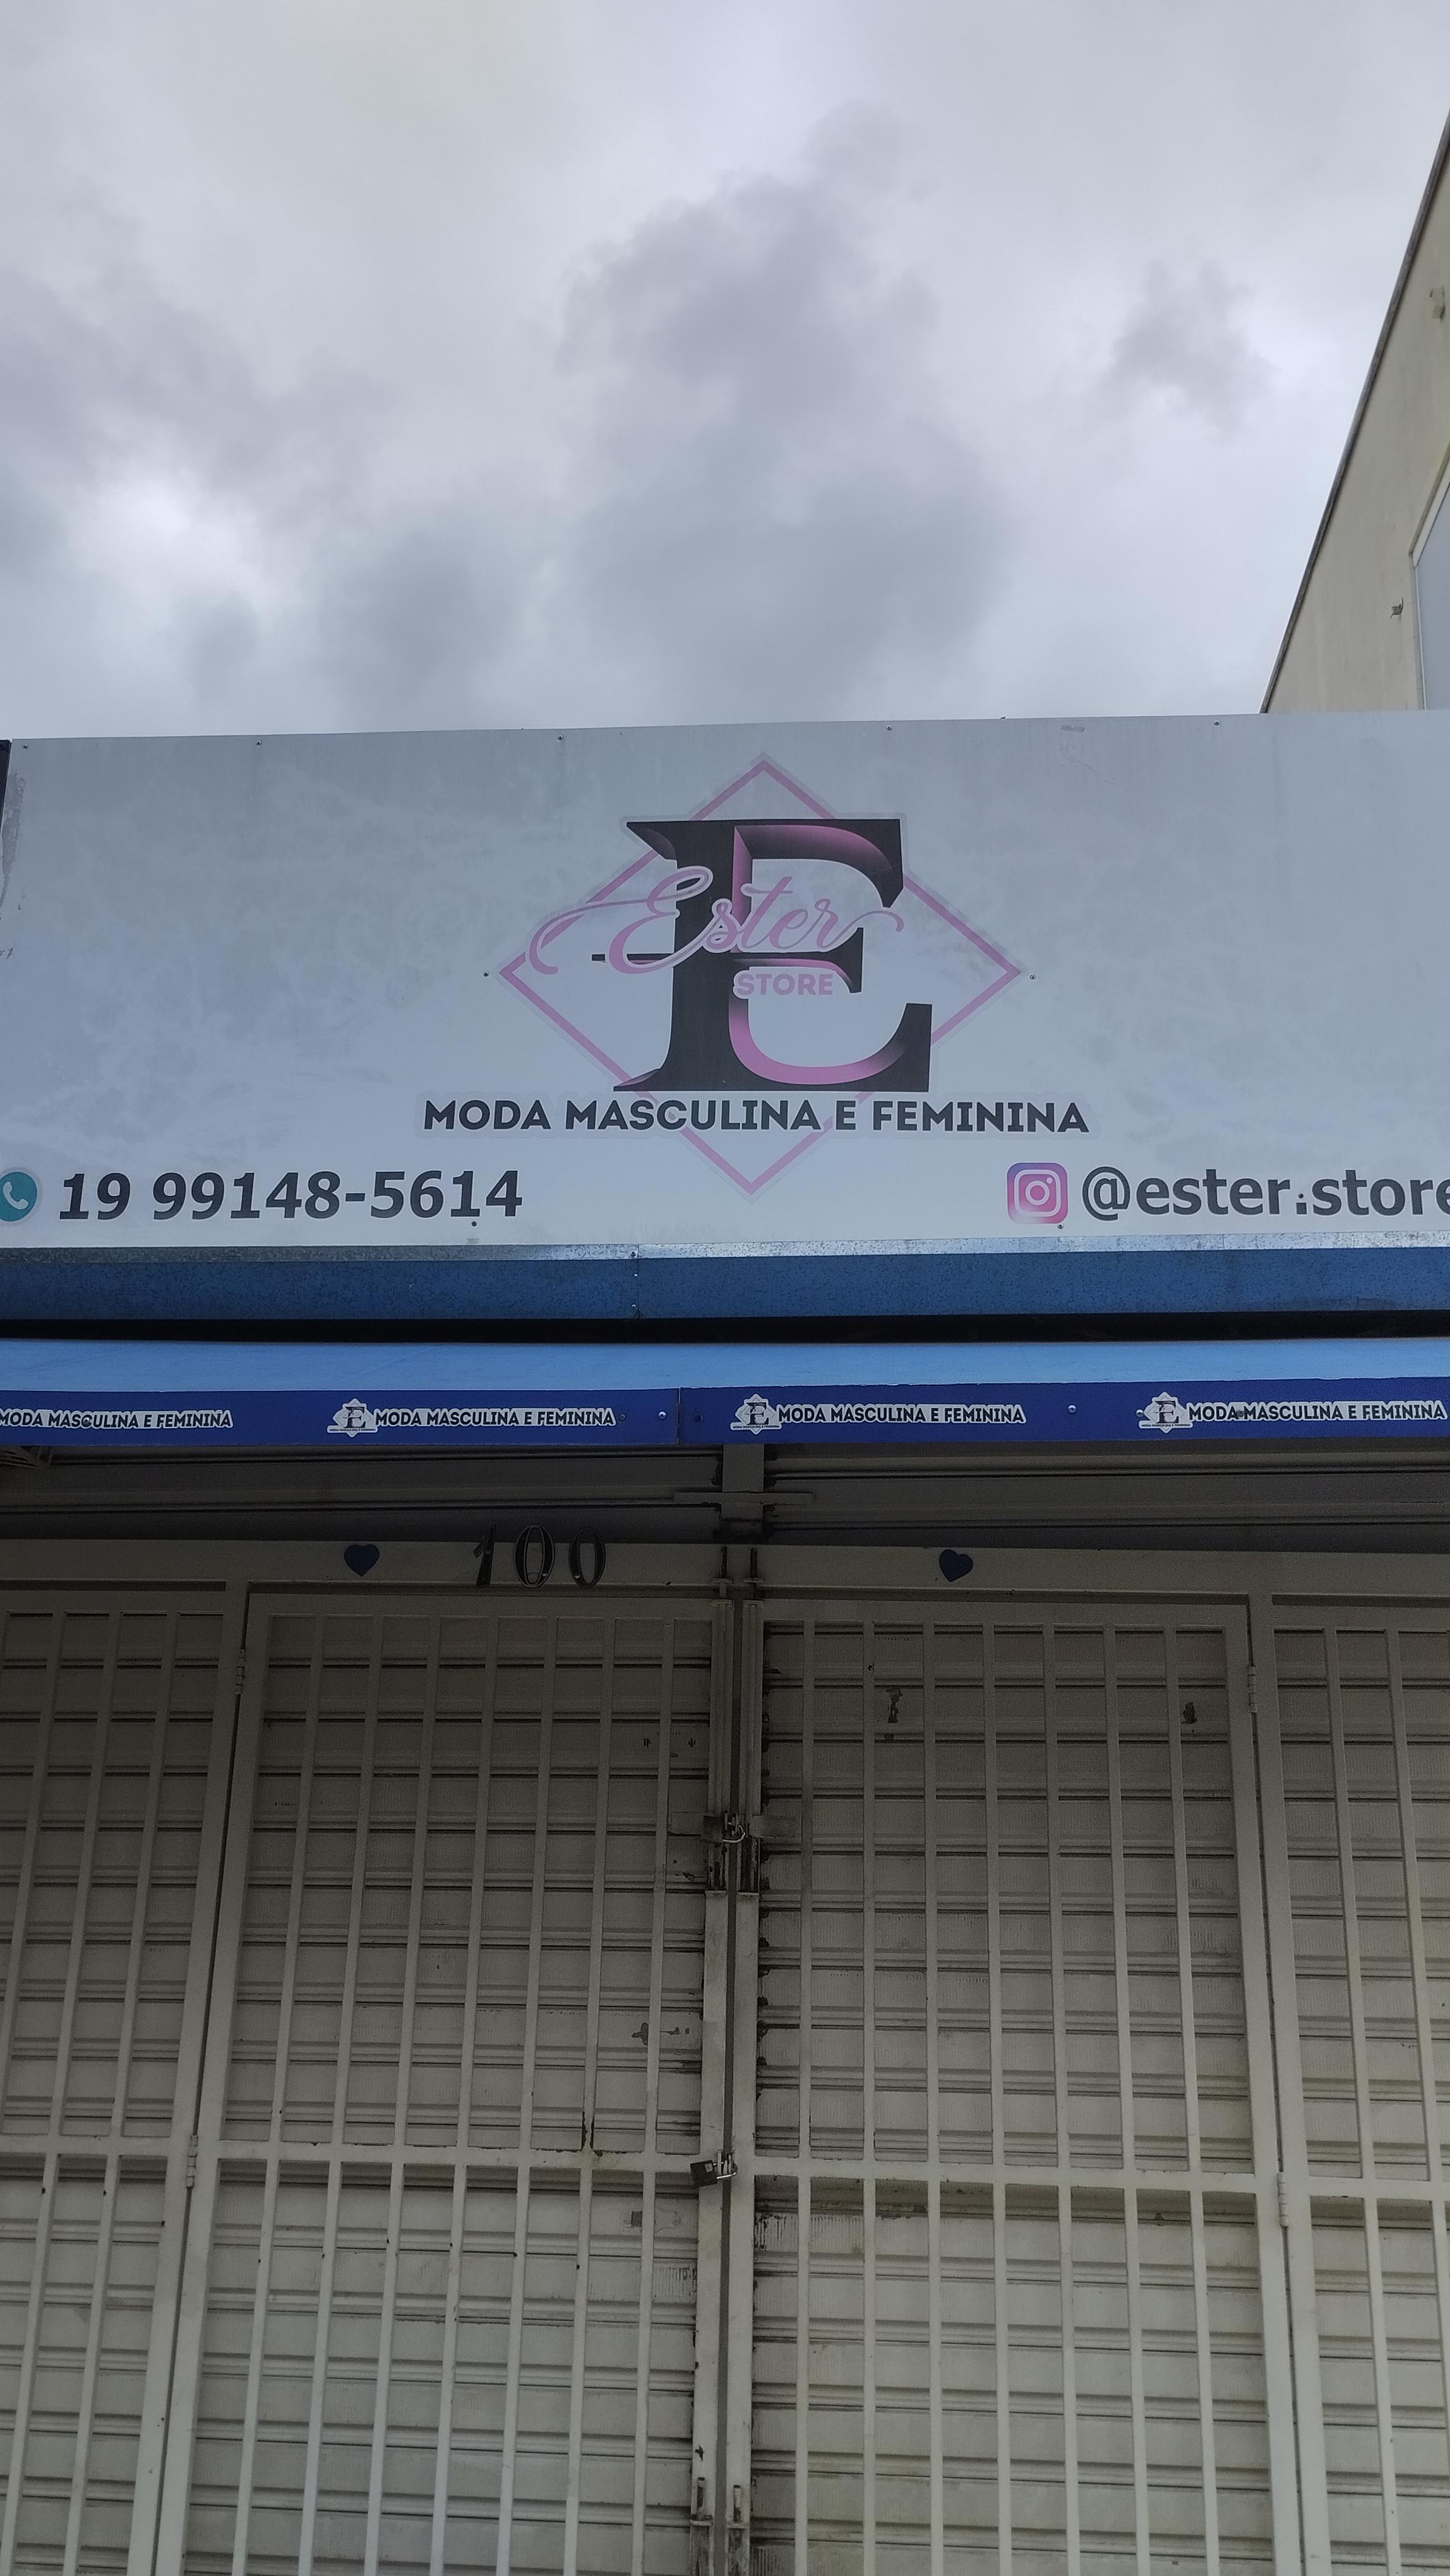 E
Ester
STORE
MODA MASCULINA E FEMININA
19 99148-5614
@ester.store
MODA MASCULINA E FEMININA
E MODA MASCULINA E FEMININA
E MODA MASCULINA E FEMININA
E MODA MASCULINA E FEMININA
100